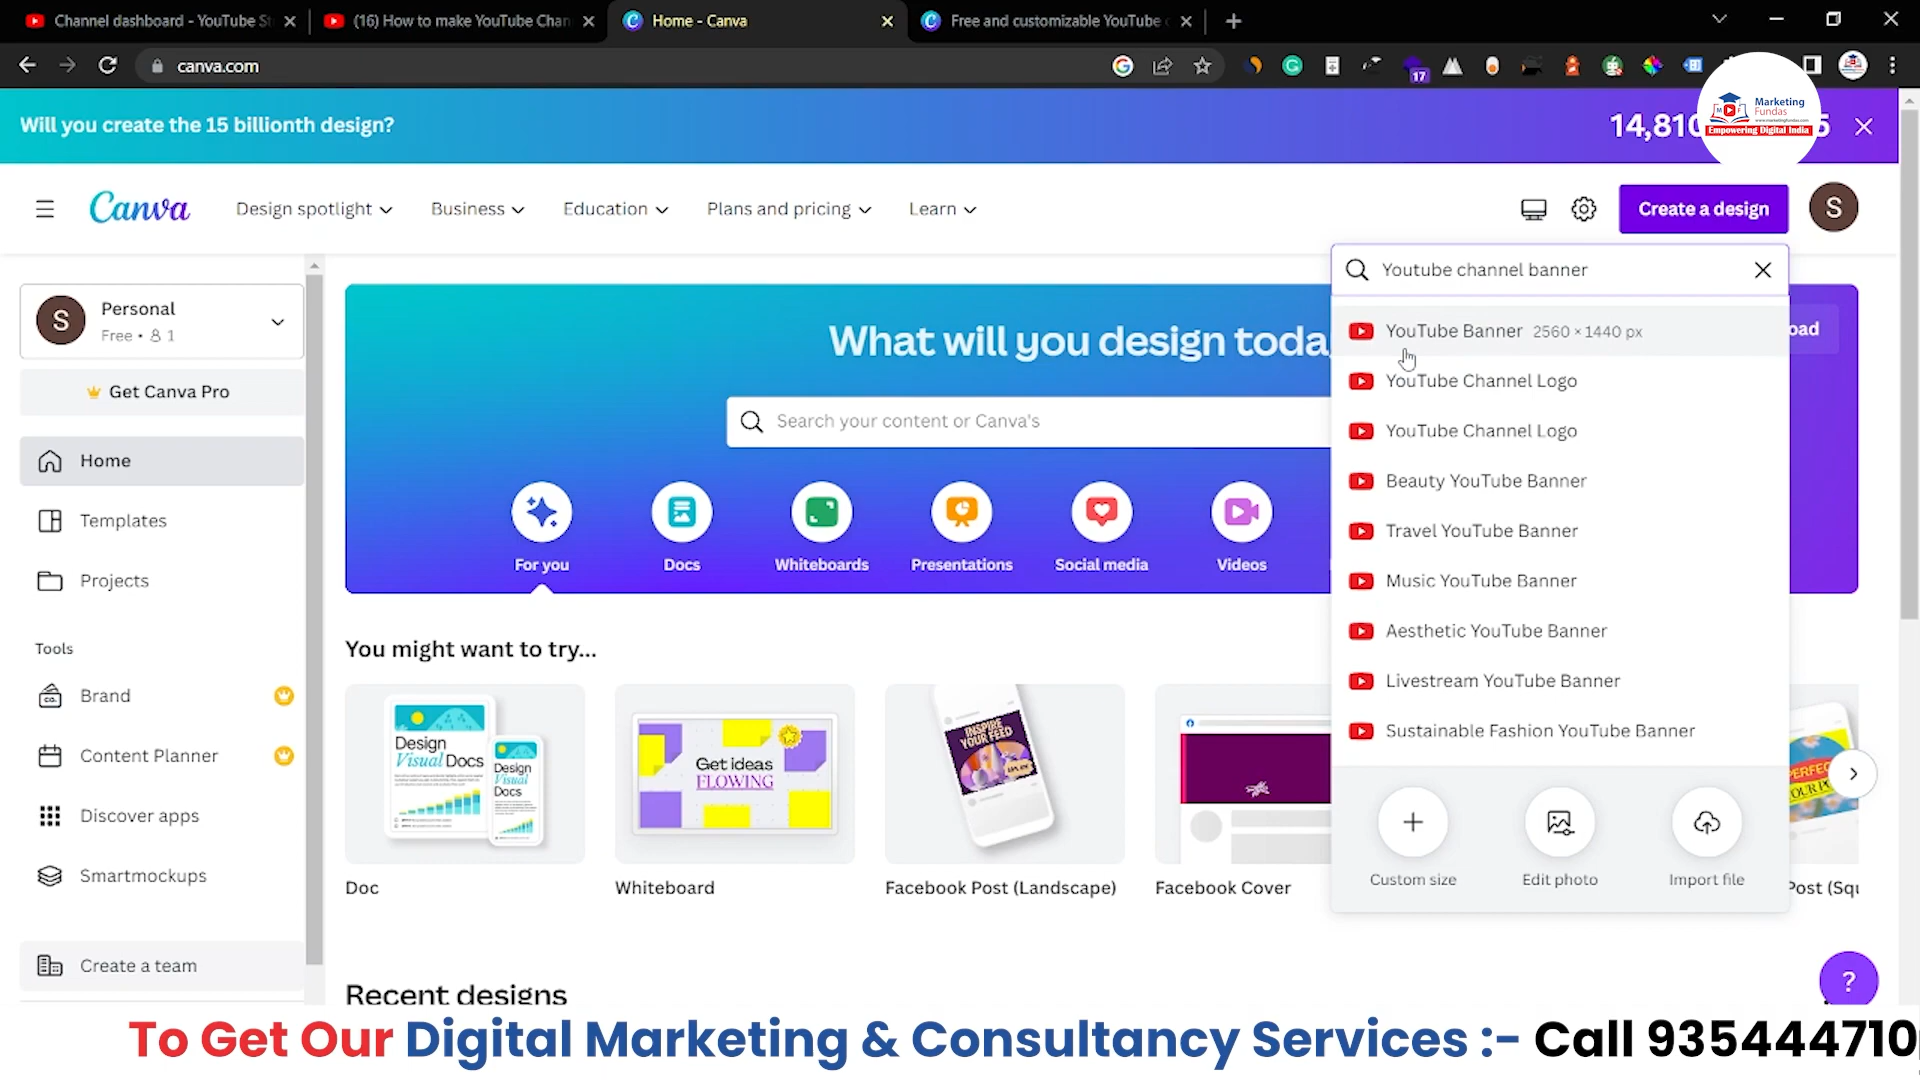 Channel dashboard - YouTube St
(16) How to make YouTube Chan
Home - Canva
Free and customizable YouTube c
canva.com
17
Will you create the 15 billionth design?
14,810
5
Marketing
Fundas
www.marketingfundas.com
Empowering Digital India
Canva
Design spotlight
Business
Education
Plans and pricing
Learn
Create a design
S
S
Personal
Free • 1
Get Canva Pro
Home
Templates
Projects
Tools
Brand
Content Planner
Discover apps
Smartmockups
Create a team
What will you design toda
Search your content or Canva's
oad
For you
Docs
Whiteboards
Presentations
Social media
Videos
Youtube channel banner
YouTube Banner 2560 × 1440 px
YouTube Channel Logo
YouTube Channel Logo
Beauty YouTube Banner
Travel YouTube Banner
Music YouTube Banner
Aesthetic YouTube Banner
Livestream YouTube Banner
Sustainable Fashion YouTube Banner
Custom size
Edit photo
Import file
You might want to try...
Design
Visual Docs
Design
Visual
Docs
Get ideas
FLOWING
INSPIRE
YOUR FEED
Doc
Whiteboard
Facebook Post (Landscape)
Facebook Cover
Post (Squ
Recent designs
?
To Get Our Digital Marketing & Consultancy Services :- Call 935444710